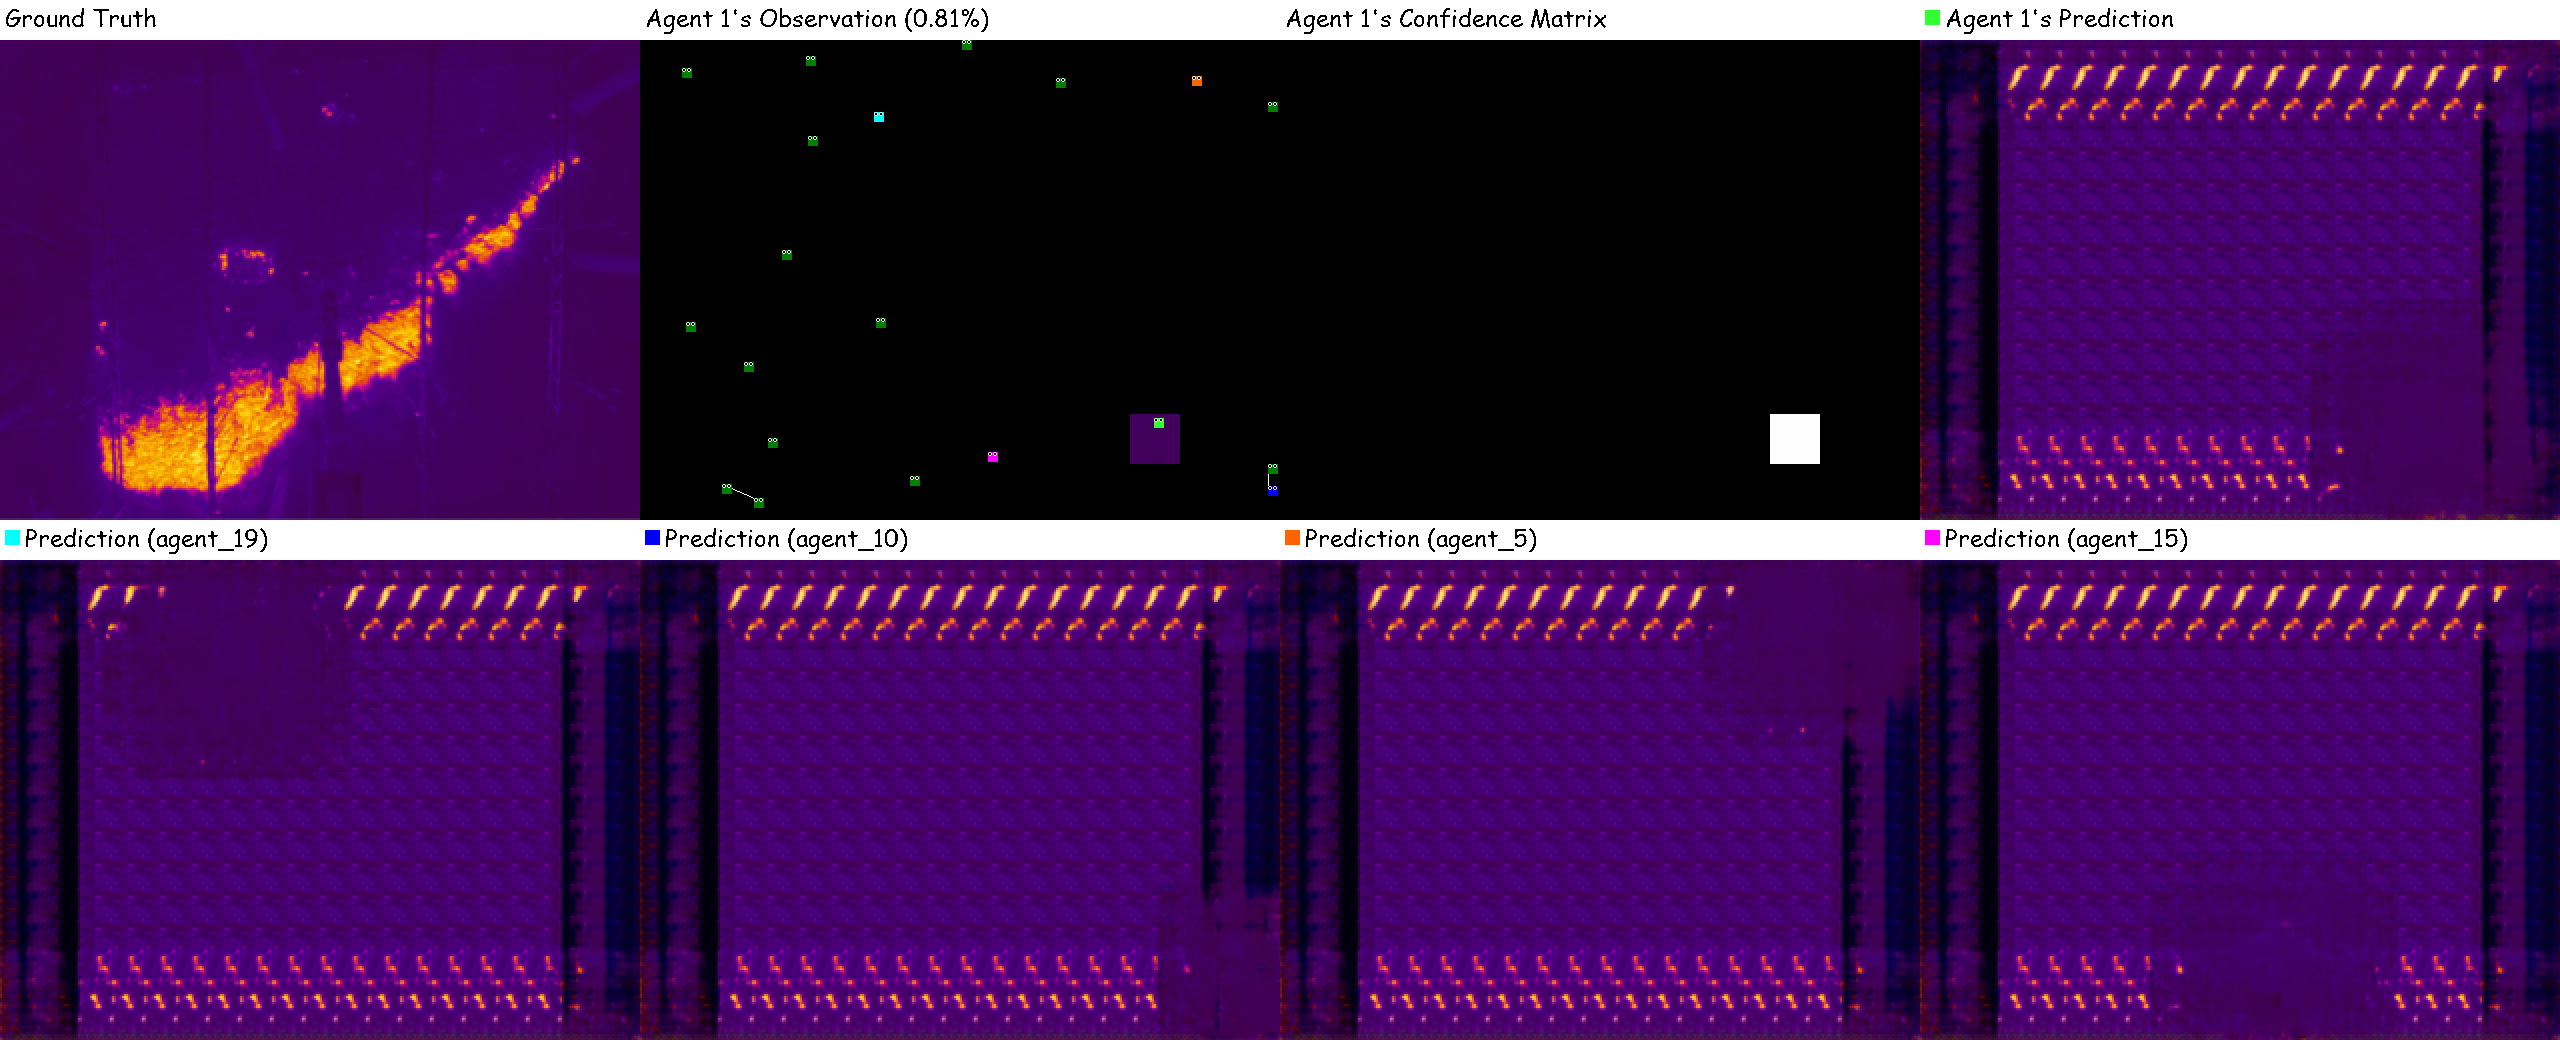 Ground Truth
Agent 1's Observation (0.81%)
Agent 1's Confidence Matrix
Agent 1's Prediction
Prediction (agent_19)
Prediction (agent_10)
Prediction (agent_5)
Prediction (agent_15)